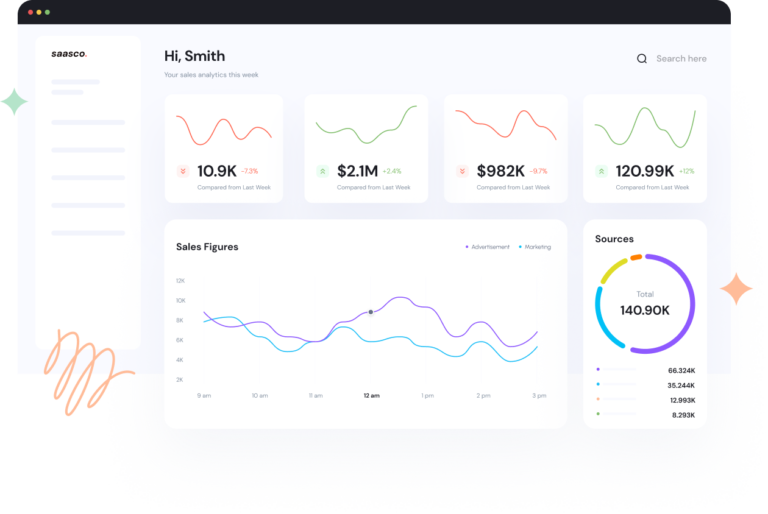 saasco.
Hi, Smith
Your sales analytics this week
Search here
10.9K -7.3%
Compared from Last Week
$2.1M +2.4%
Compared from Last Week
$982K -9.7%
Compared from Last Week
120.99K +12%
Compared from Last Week
Sales Figures
Advertisement
Marketing
12K
10K
8K
6K
4K
2K
9 am
10 am
11 am
12 am
1 pm
2 pm
3 pm
Sources
Total
140.90K
66.324K
35.244K
12.993K
8.293K